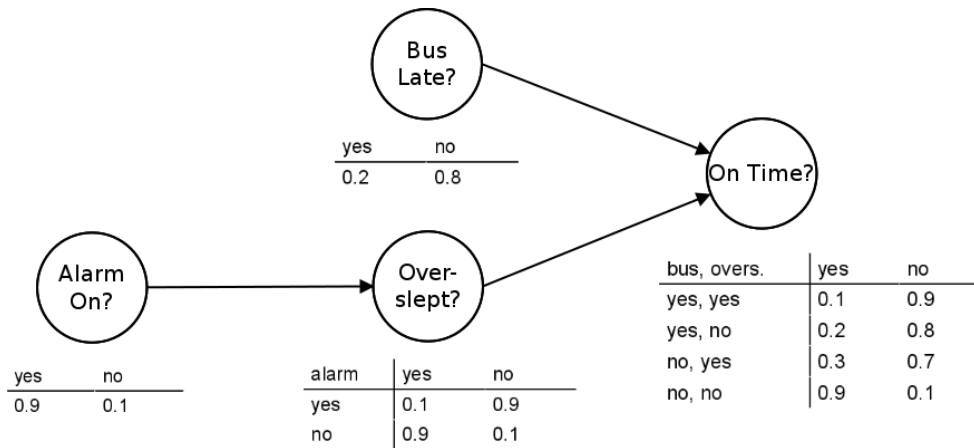 Bus
Late?
yes no
0.2 0.8
On Time?
Alarm
On?
yes no
0.9 0.1
Over-
slept?
alarm yes no
yes 0.1 0.9
no 0.9 0.1
bus, overs. yes no
yes, yes 0.1 0.9
yes, no 0.2 0.8
no, yes 0.3 0.7
no, no 0.9 0.1